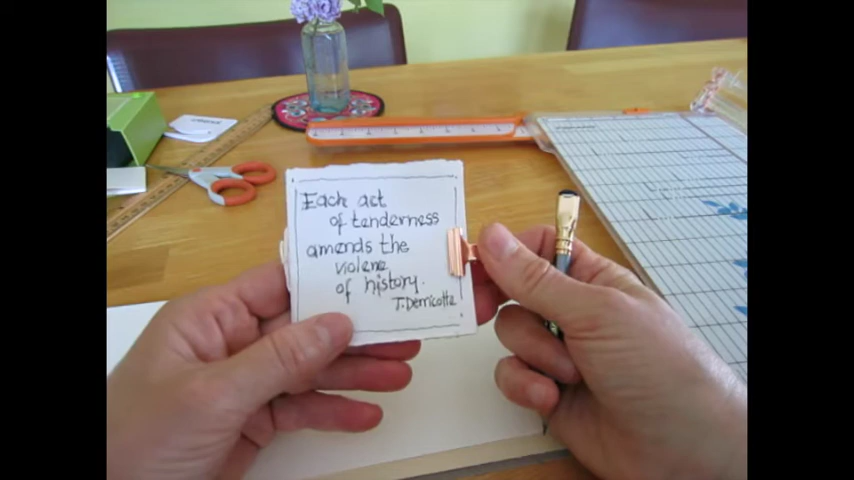 Each act
of tenderness
amends the
violene
of history.
T. Derricotte